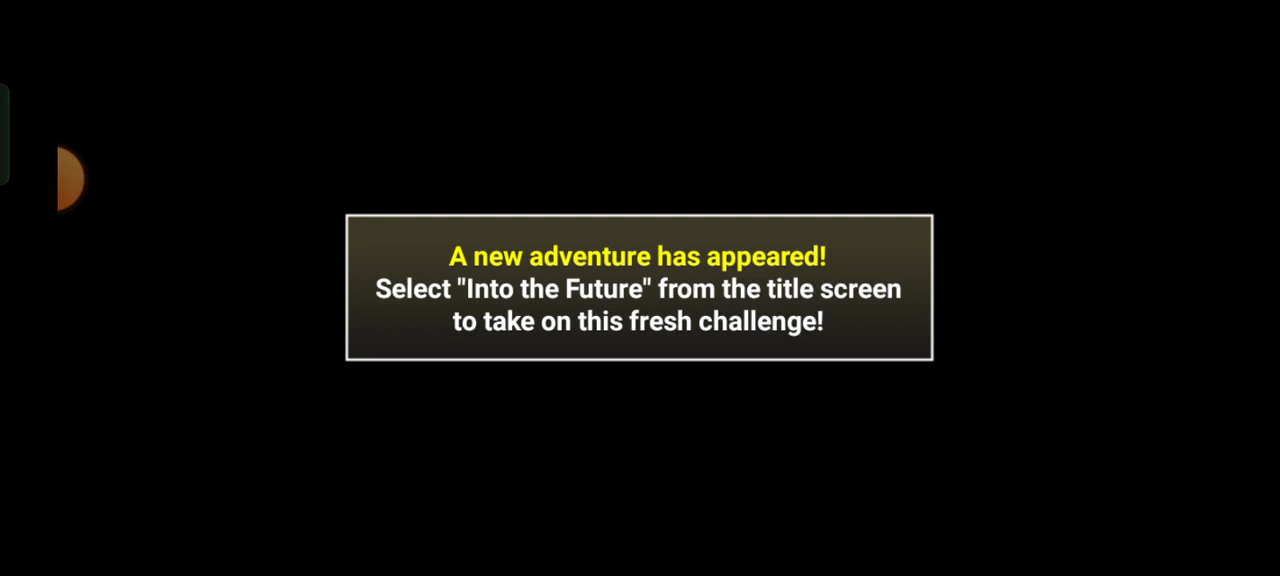 A new adventure has appeared!
Select "Into the Future" from the title screen
to take on this fresh challenge!